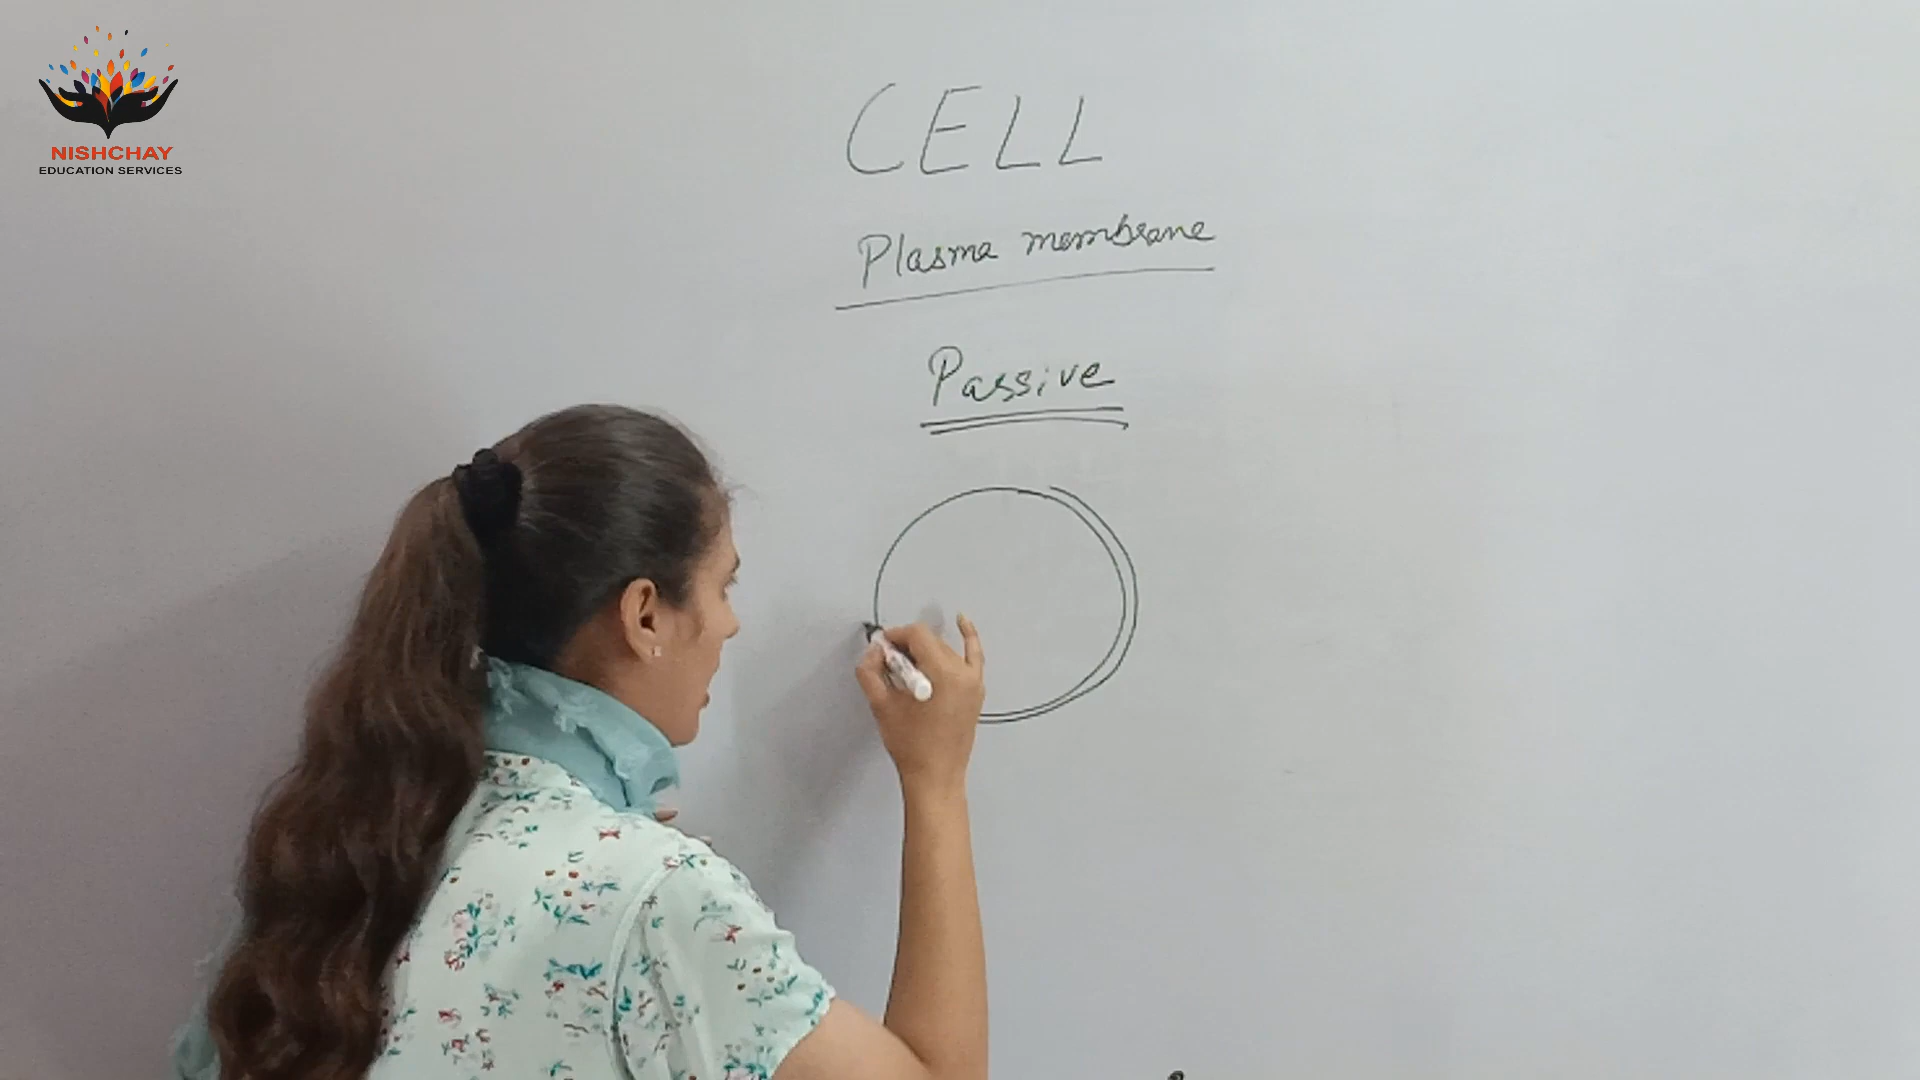 NISHCHAY
EDUCATION SERVICES
CELL
Plasma membrane
Passive